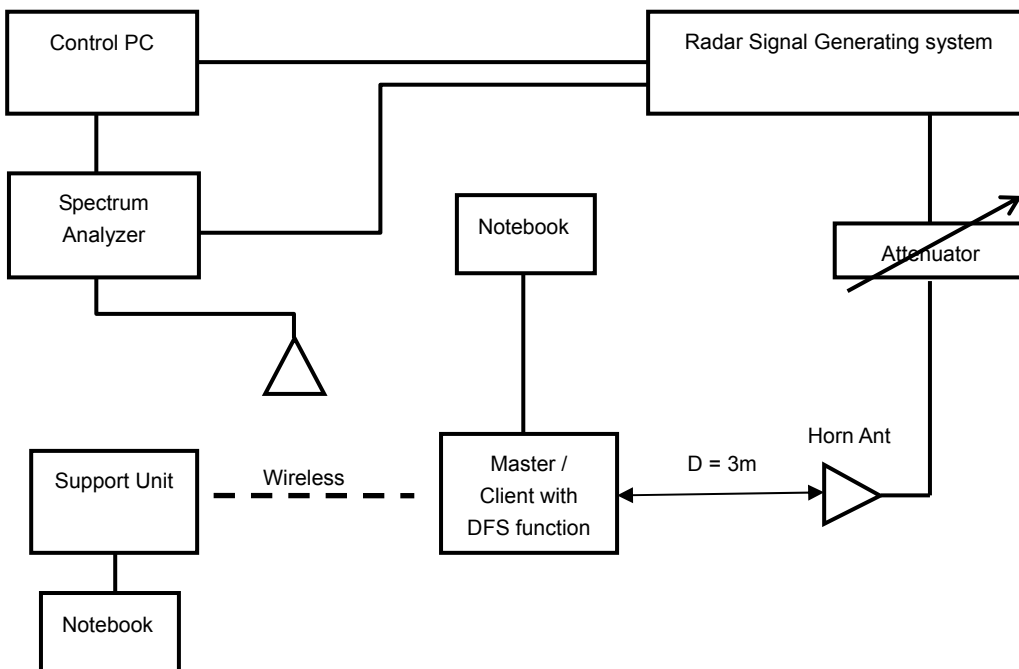 Control PC
Radar Signal Generating system
Spectrum
Analyzer
Notebook
Attenuator
Horn Ant
Support Unit
Wireless
Master /
Client with
DFS function
D = 3m
Notebook